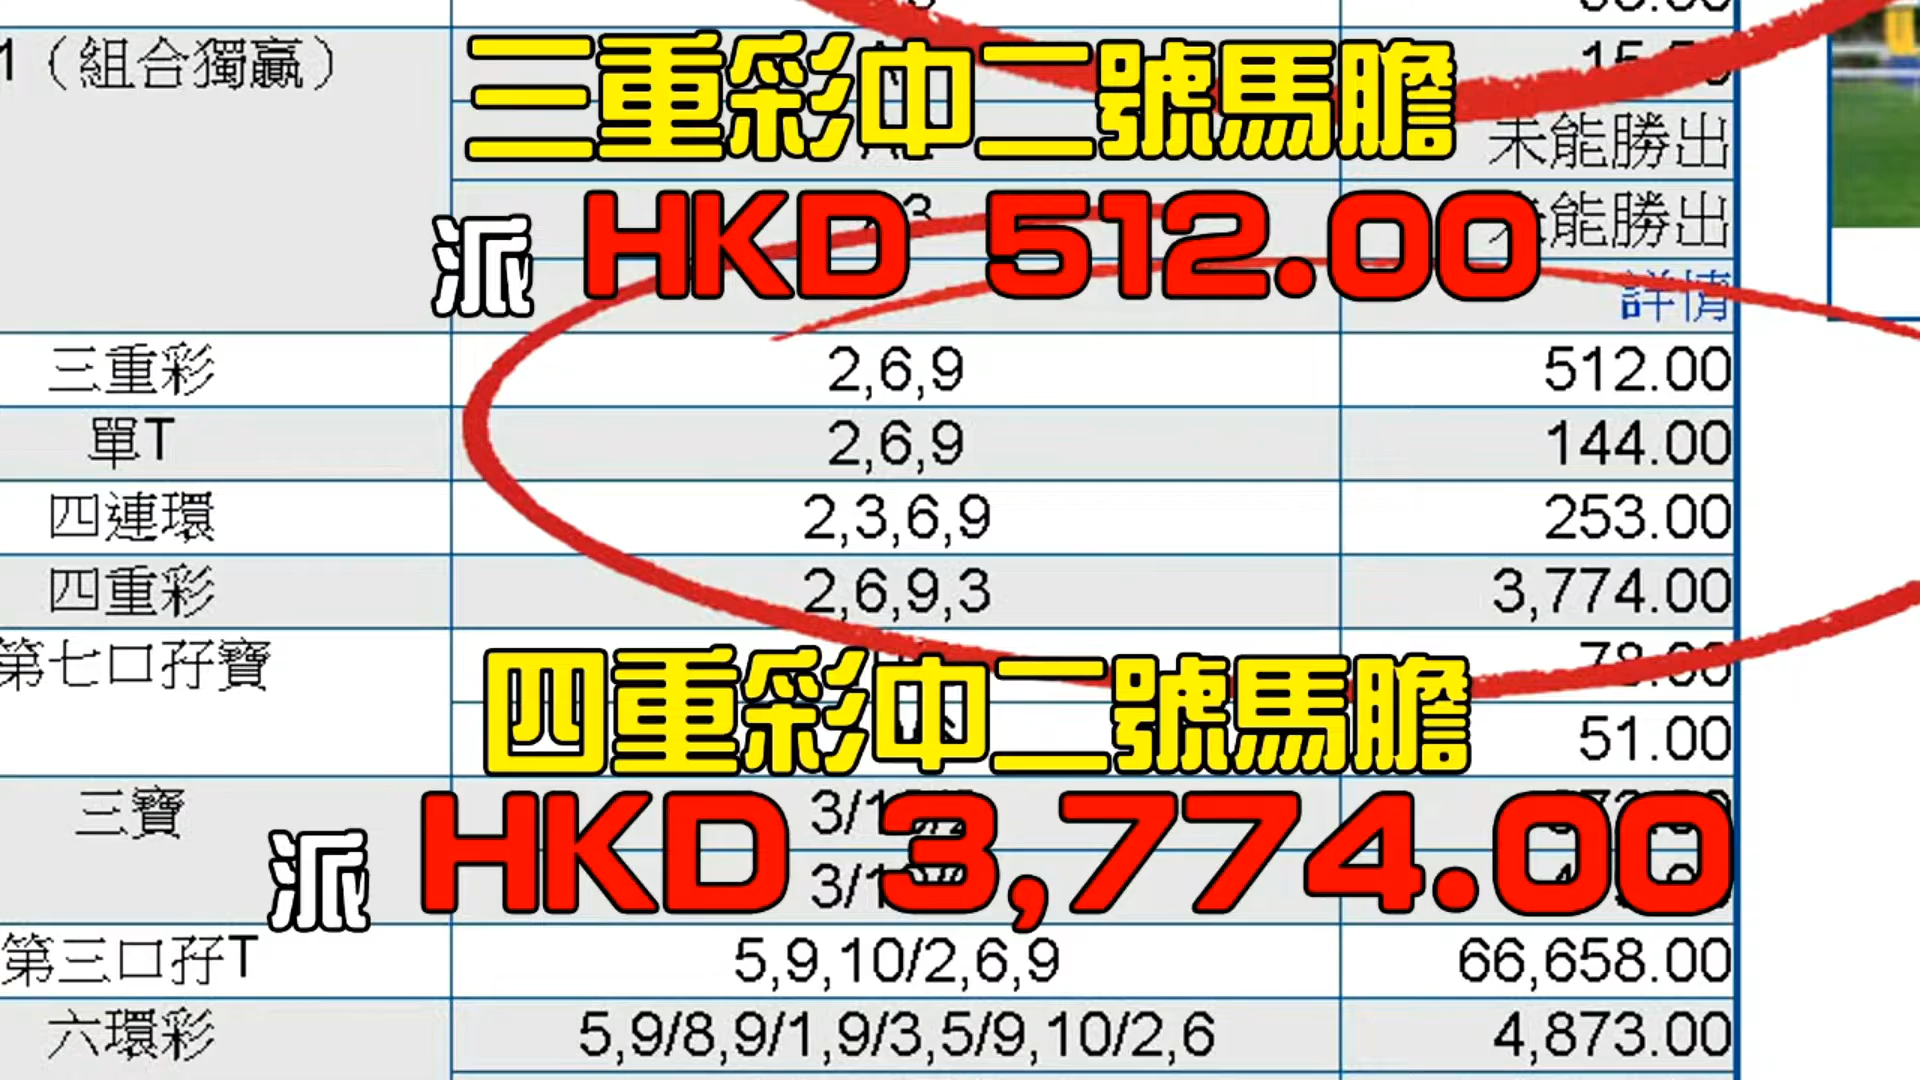 1（組合獨贏）
三重彩中二號馬膽
未能勝出
派 HKD 512.00
能勝出
詳情
三重彩 2,6,9 512.00
單T 2,6,9 144.00
四連環 2,3,6,9 253.00
四重彩 2,6,9,3 3,774.00
第七口孖寶 78.00
四重彩中二號馬膽
51.00
三寶
派 HKD 3,774.00
第三口孖T 5,9,10/2,6,9 66,658.00
六環彩 5,9/8,9/1,9/3,5/9,10/2,6 4,873.00